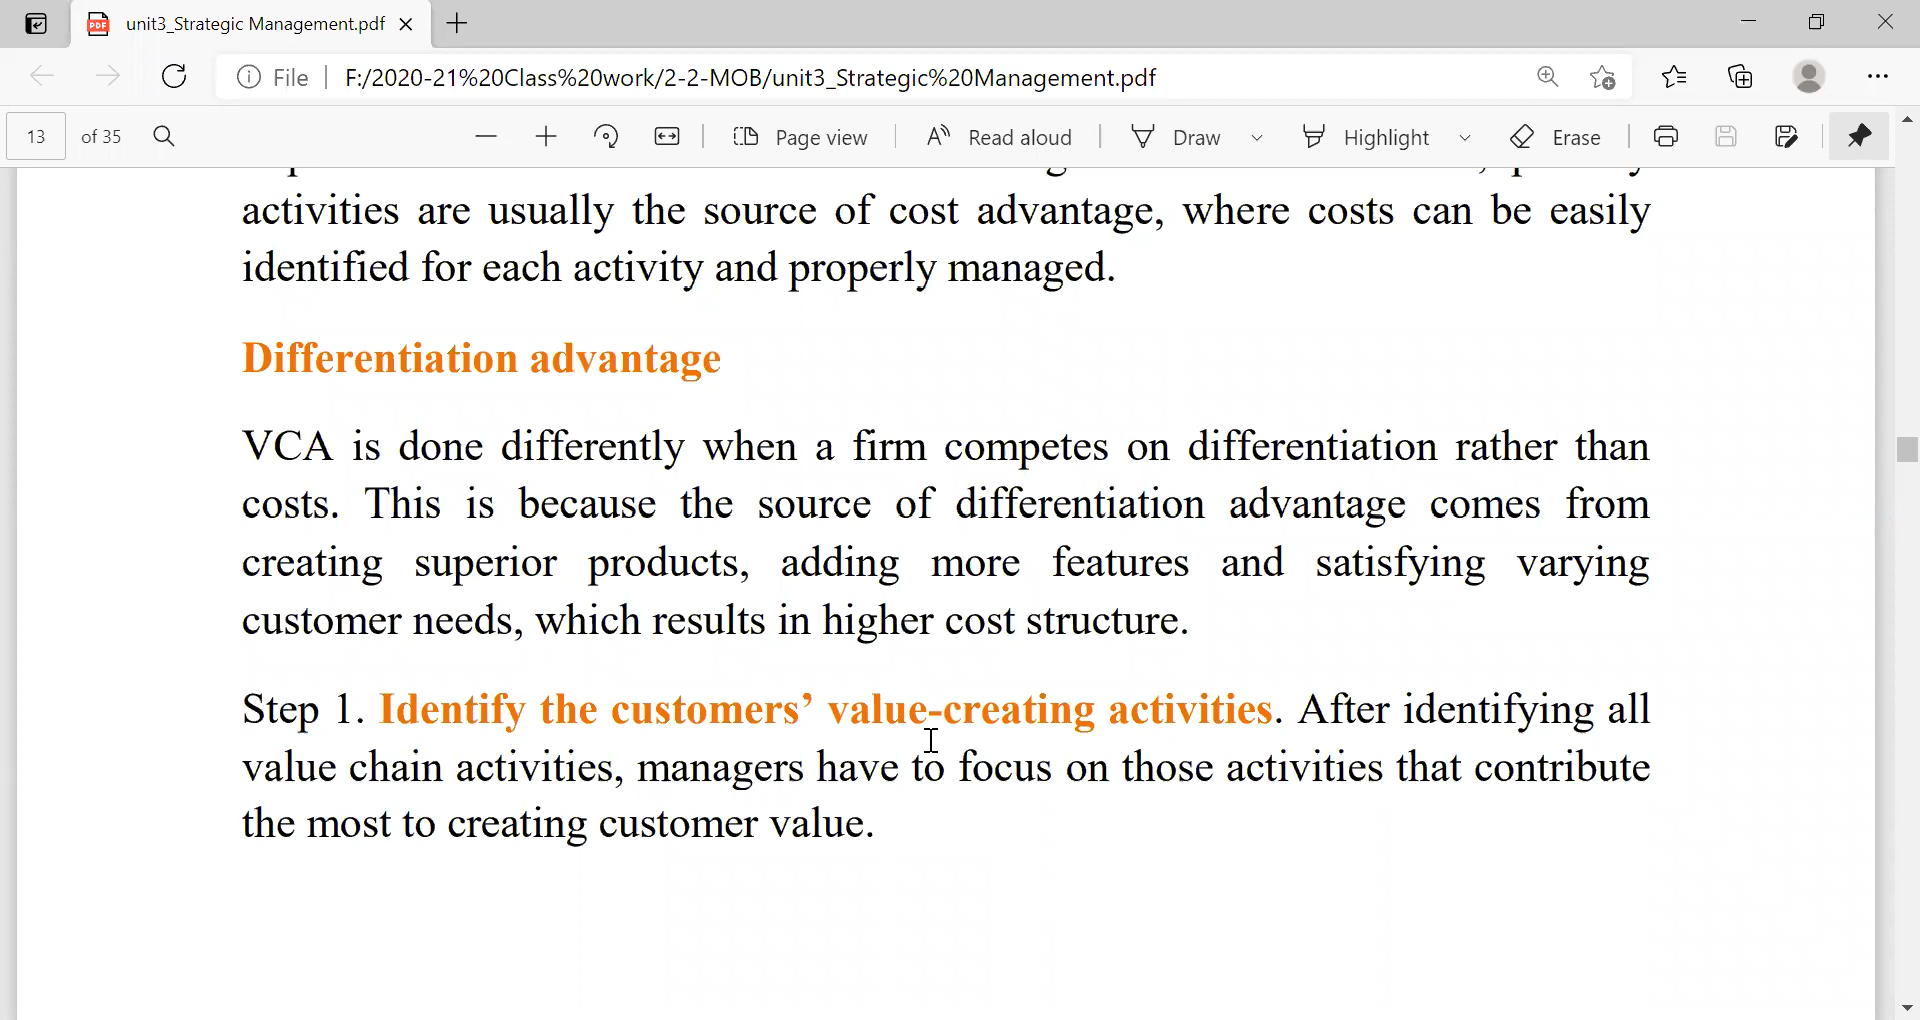 unit3_Strategic Management.pdf
File
F:/2020-21%20Class%20work/2-2-MOB/unit3_Strategic%20Management.pdf
13 of 35
Page view
Read aloud
Draw
Highlight
Erase
activities are usually the source of cost advantage, where costs can be easily
identified for each activity and properly managed.
Differentiation advantage
VCA is done differently when a firm competes on differentiation rather than
costs. This is because the source of differentiation advantage comes from
creating superior products, adding more features and satisfying varying
customer needs, which results in higher cost structure.
Step 1. Identify the customers’ value-creating activities. After identifying all
value chain activities, managers have to focus on those activities that contribute
the most to creating customer value.